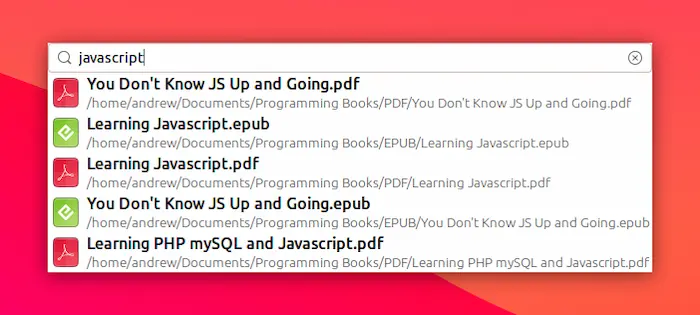 javascript
You Don't Know JS Up and Going.pdf
/home/andrew/Documents/Programming Books/PDF/You Don't Know JS Up and Going.pdf
Learning Javascript.epub
/home/andrew/Documents/Programming Books/EPUB/Learning Javascript.epub
Learning Javascript.pdf
/home/andrew/Documents/Programming Books/PDF/Learning Javascript.pdf
You Don't Know JS Up and Going.epub
/home/andrew/Documents/Programming Books/EPUB/You Don't Know JS Up and Going.epub
Learning PHP mySQL and Javascript.pdf
/home/andrew/Documents/Programming Books/PDF/Learning PHP mySQL and Javascript.pdf